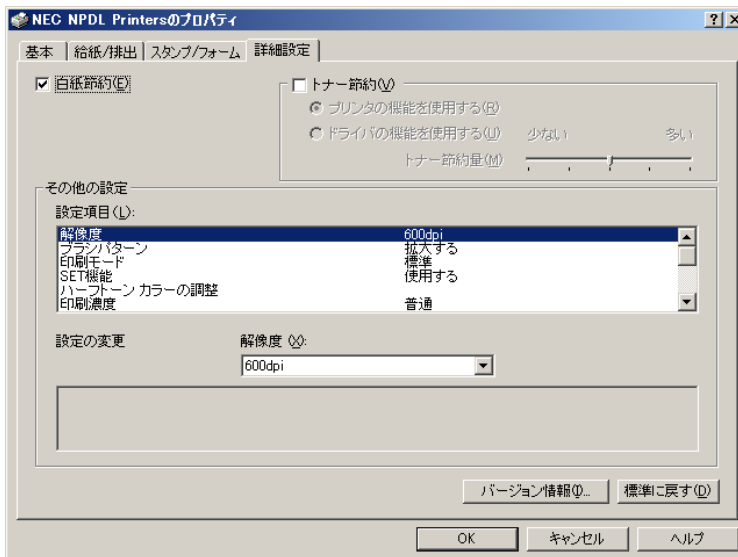 NEC NPDL Printersのプロパティ
基本 給紙/排出 スタンプ/フォーム 詳細設定
白紙節約(E)
トナー節約(V)
プリンタの機能を使用する(R)
ドライバの機能を使用する(U) 少ない 多い
トナー節約量(M)
その他の設定
設定項目(L):
解像度 600dpi
ブラシパターン 拡大する
印刷モード 標準
SET機能 使用する
ハーフトーン カラーの調整
印刷濃度 普通
設定の変更 解像度 (X):
600dpi
バージョン情報(I)... 標準に戻す(D)
OK キャンセル ヘルプ